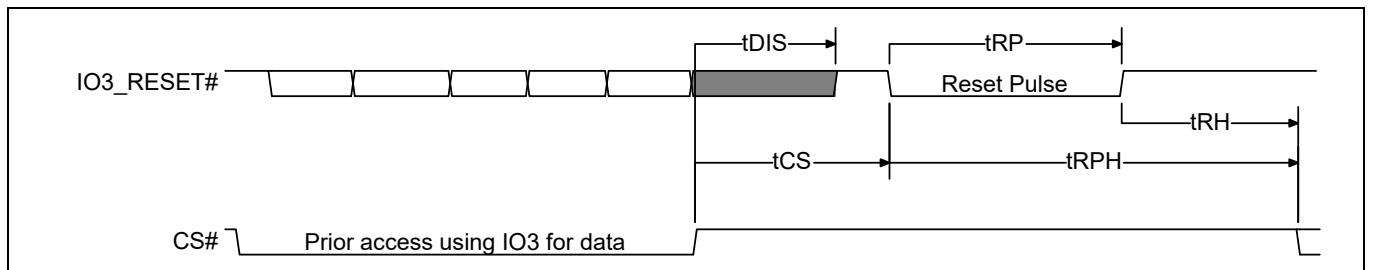 tDIS
tRP
IO3_RESET#
Reset Pulse
tRH
tCS
tRPH
CS#
Prior access using IO3 for data